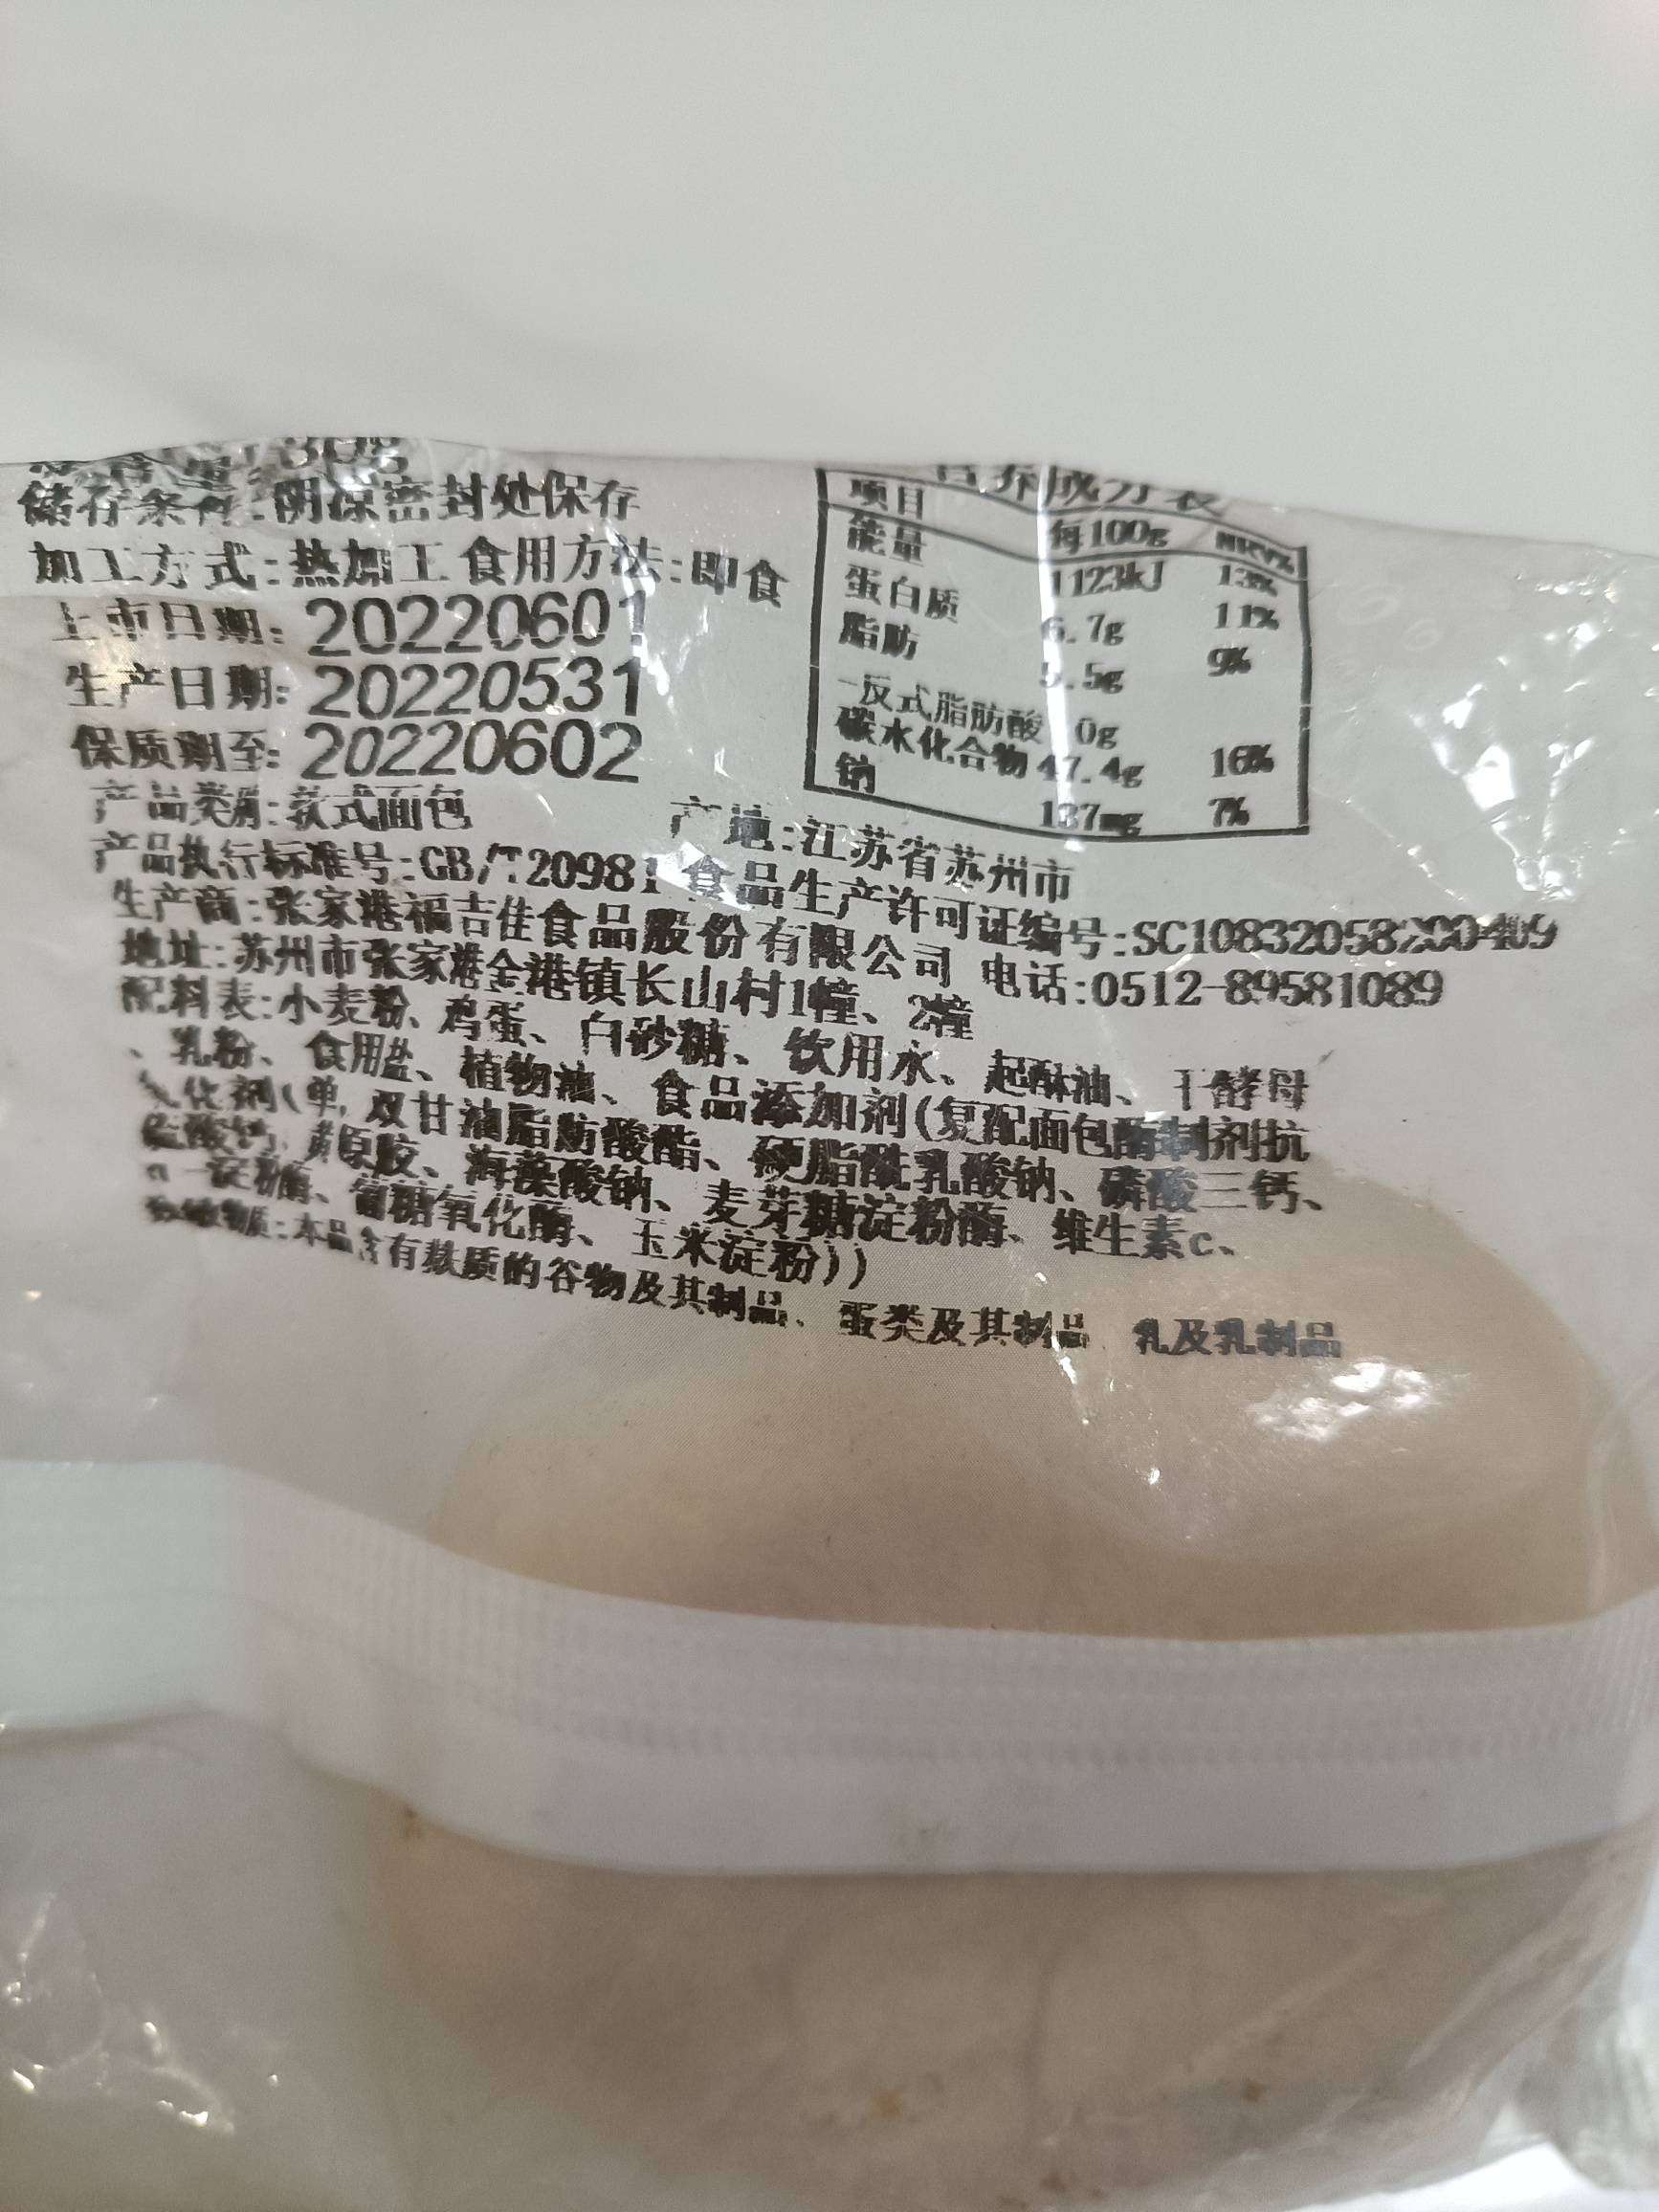 储存条件:阴凉密封处保存
加工方式:热加工 食用方法:即食
上市日期: 20220601
生产日期: 20220531
保质期至: 20220602
产品类别:软式面包 产地:江苏省苏州市
产品执行标准号:GB/T20981 食品生产许可证编号:
生产商:张家港福吉佳食品股份有限公司 电话:0512-89581089
地址:苏州市张家港金港镇长山村1幢、2幢
配料表:小麦粉、鸡蛋、白砂糖、饮用水、起酥油、干酵母
、乳粉、食用盐、植物油、食品添加剂(复配面包酶制剂抗
氧化剂(单,双甘油脂肪酸酯、硬脂酰乳酸钠、磷酸三钙、
硫酸钙、黄原胶、海藻酸钠、麦芽糖淀粉酶、维生素c、
淀粉酶、葡糖氧化酶、玉米淀粉))
致敏物质:本品含有麸质的谷物及其制品、蛋类及其制品 乳及乳制品
营养成分表
项目 每100g NRV%
能量 1123kJ 13%
蛋白质 6.7g 11%
脂肪 5.5g 9%
-反式脂肪酸 0g
碳水化合物 47.4g 16%
钠 137mg 7%